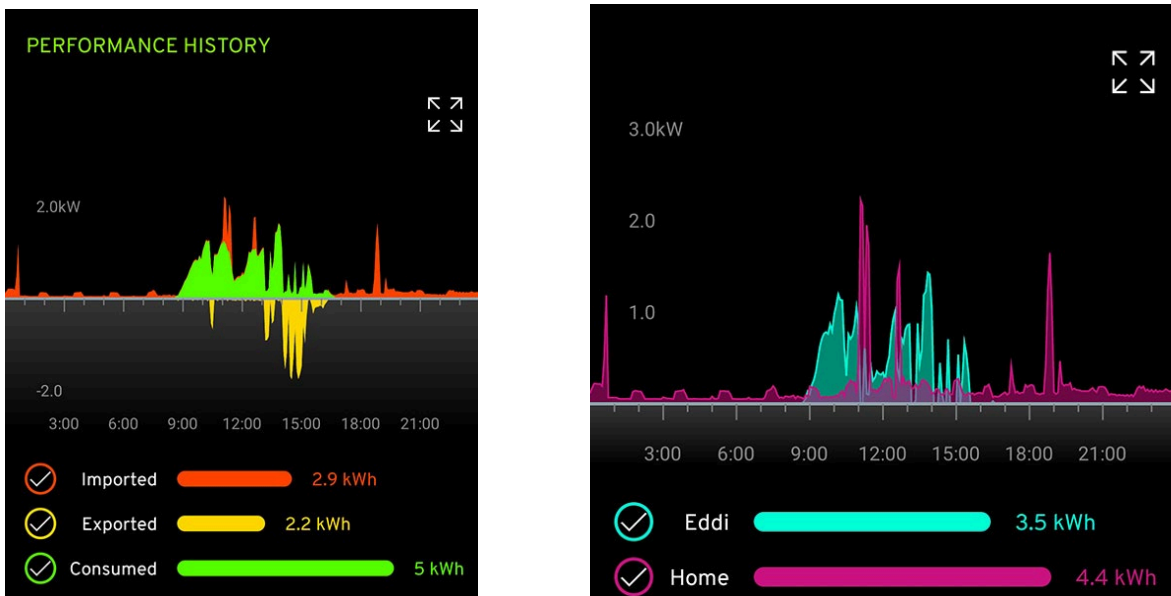 PERFORMANCE HISTORY
2.0kW
-2.0
3:00 6:00 9:00 12:00 15:00 18:00 21:00
Imported 2.9 kWh
Exported 2.2 kWh
Consumed 5 kWh
3.0kW
2.0
1.0
3:00 6:00 9:00 12:00 15:00 18:00 21:00
Eddi 3.5 kWh
Home 4.4 kWh